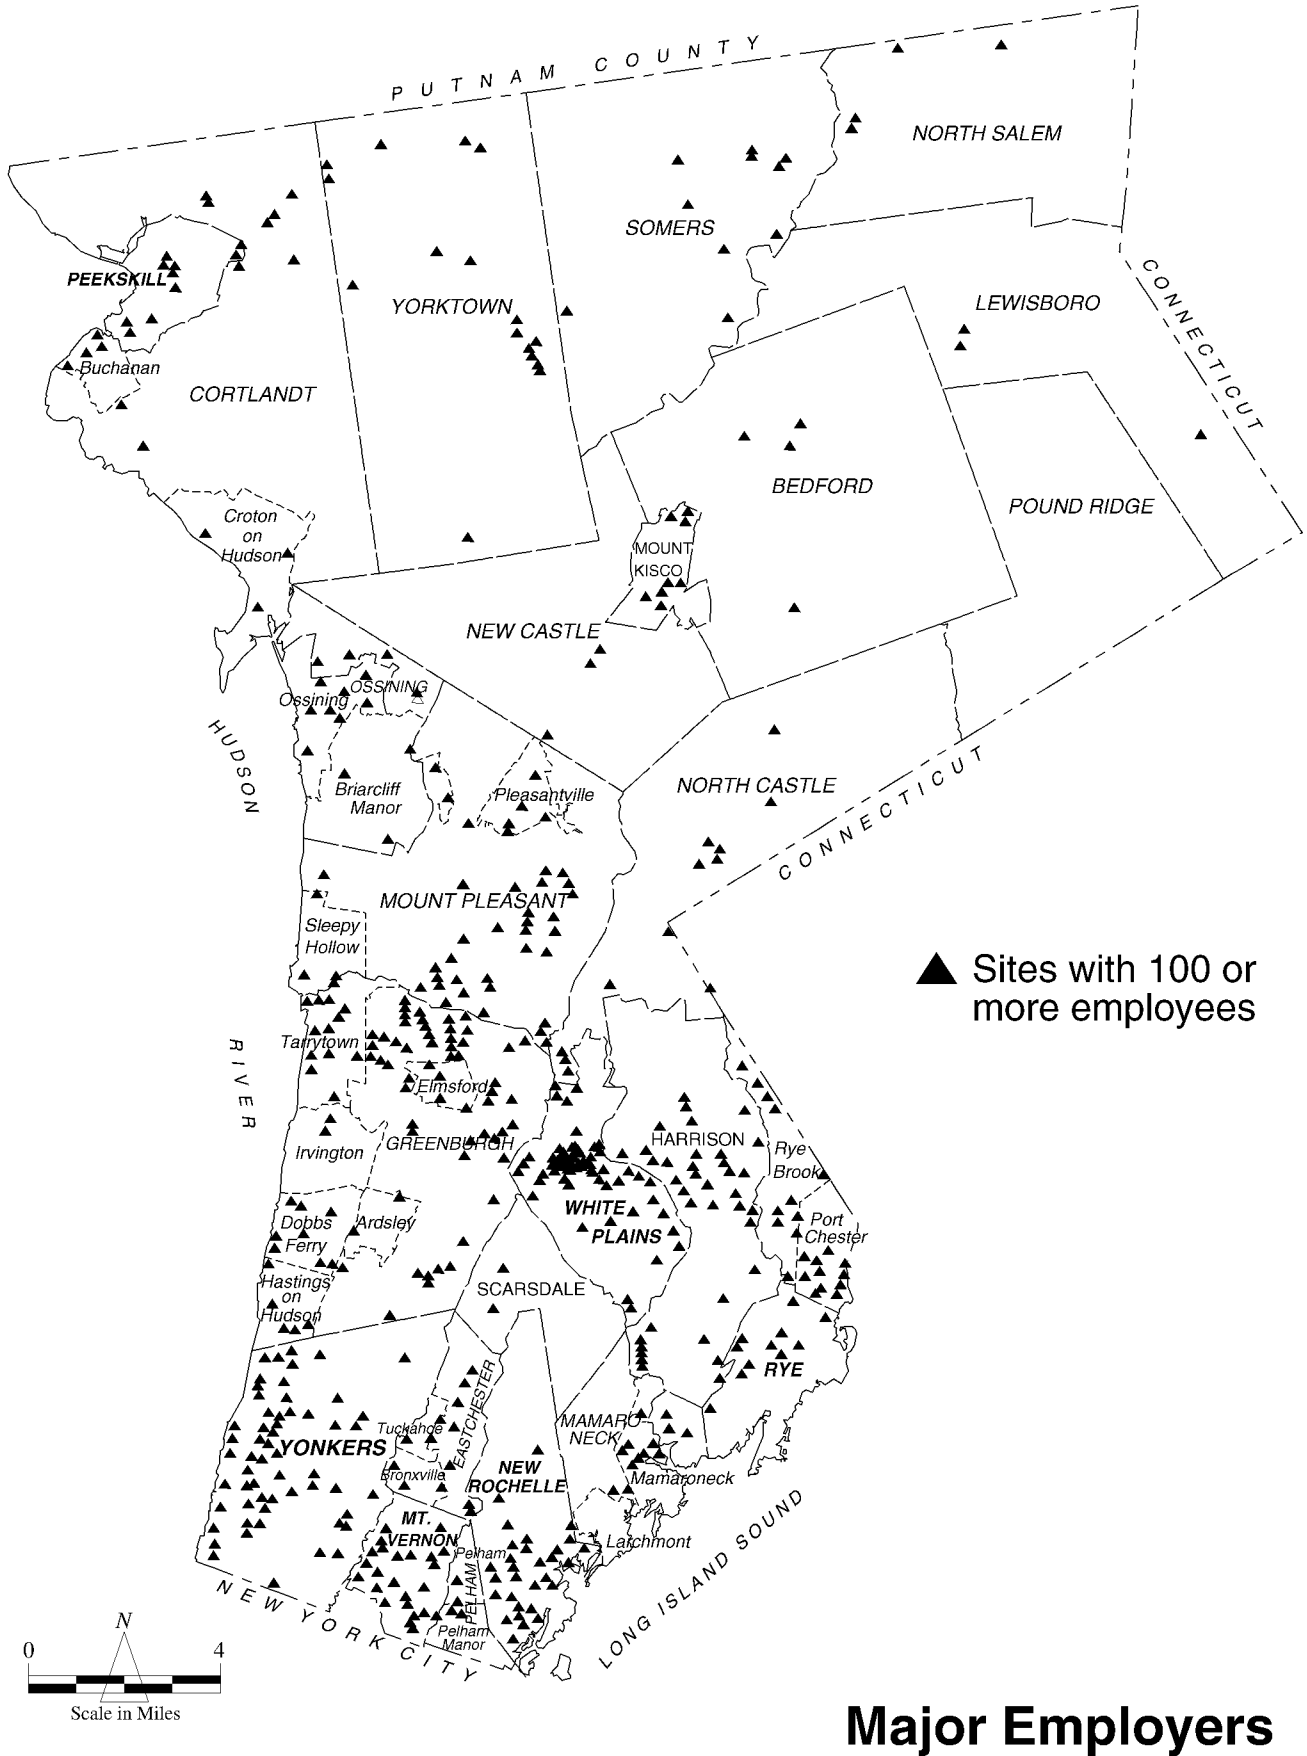 PUTNAM COUNTY
NORTH SALEM
SOMERS
PEEKSKILL
YORKTOWN
LEWISBORO
CONNECTICUT
Buchanan
CORTLANDT
BEDFORD
POUND RIDGE
Croton
on
Hudson
MOUNT
KISCO
NEW CASTLE
OSSINING
Ossining
HUDSON
Briarcliff
Manor
Pleasantville
NORTH CASTLE
CONNECTICUT
MOUNT PLEASANT
Sleepy
Hollow
Sites with 100 or
more employees
RIVER
Tarrytown
Elmsford
GREENBURGH
Irvington
HARRISON
Rye
Brook
WHITE
PLAINS
Dobbs
Ferry
Ardsley
Port
Chester
Hastings
on
Hudson
SCARSDALE
RYE
EASTCHESTER
Tuckahoe
MAMARO
NECK
YONKERS
Bronxville
NEW
ROCHELLE
Mamaroneck
MT.
VERNON
Pelham
PELHAM
Larchmont
LONG ISLAND SOUND
NEW YORK CITY
Pelham
Manor
N
0 4
Scale in Miles
Major Employers